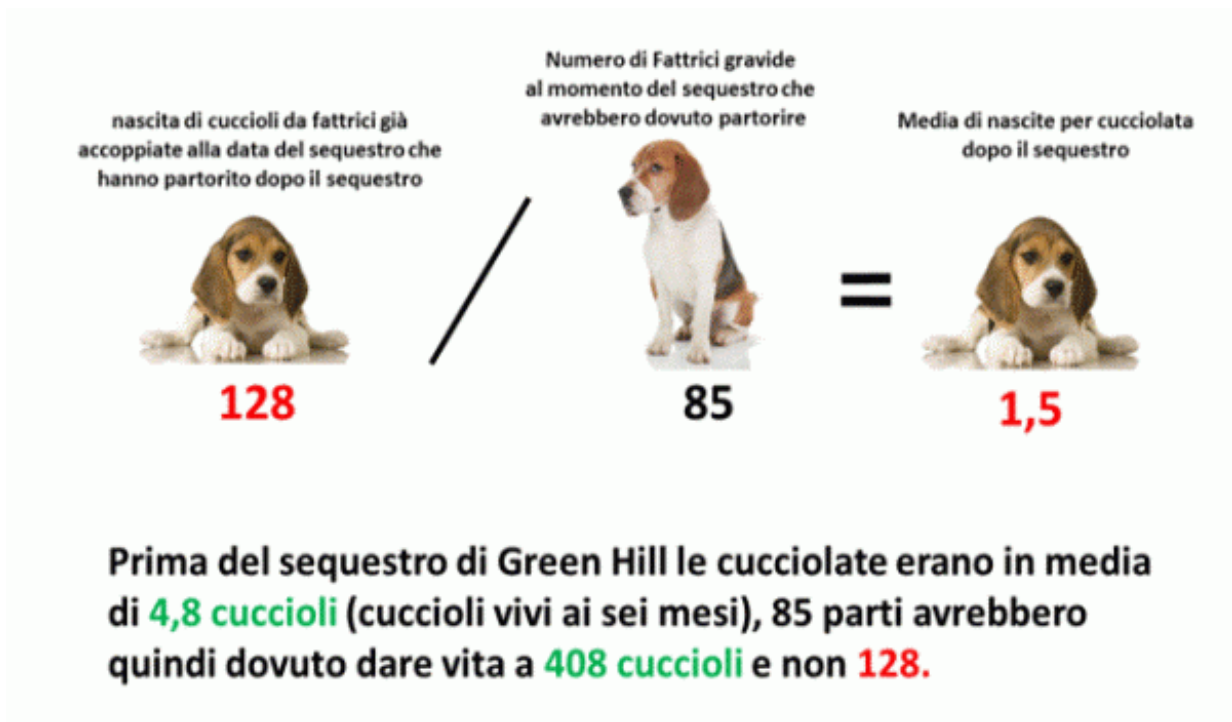 nascita di cuccioli da fattrici già
accoppiate alla data del sequestro che
hanno partorito dopo il sequestro
Numero di Fattrici gravide
al momento del sequestro che
avrebbero dovuto partorire
Media di nascite per cucciolata
dopo il sequestro
/
=
128
85
1,5
Prima del sequestro di Green Hill le cucciolate erano in media
di 4,8 cuccioli (cuccioli vivi ai sei mesi), 85 parti avrebbero
quindi dovuto dare vita a 408 cuccioli e non 128.